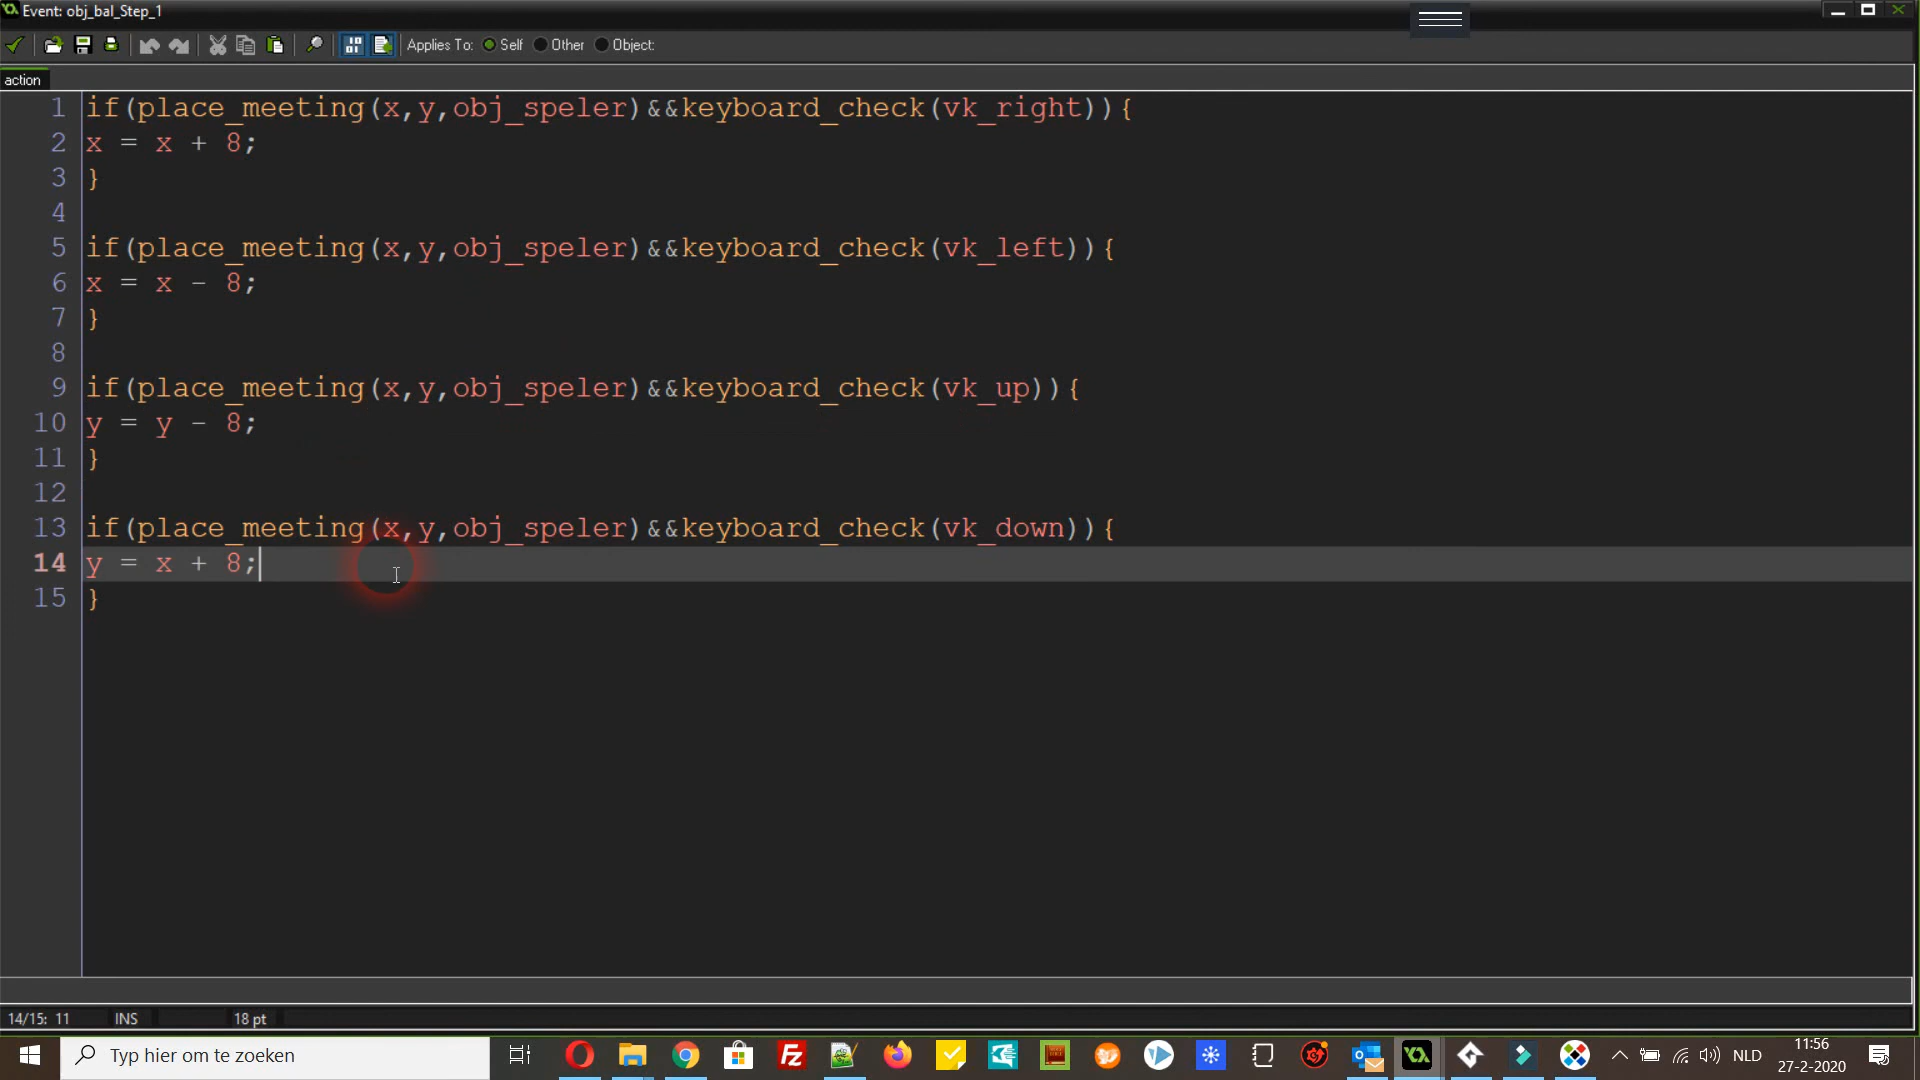 Event: obj_bal_Step_1
Applies To: Self Other Object:
action
1 if(place_meeting(x,y,obj_speler)&&keyboard_check(vk_right)){
2 x = x + 8;
3 }
4
5 if(place_meeting(x,y,obj_speler)&&keyboard_check(vk_left)){
6 x = x - 8;
7 }
8
9 if(place_meeting(x,y,obj_speler)&&keyboard_check(vk_up)){
10 y = y - 8;
11 }
12
13 if(place_meeting(x,y,obj_speler)&&keyboard_check(vk_down)){
14 y = x + 8;
15 }
14/15: 11 INS 18 pt
Typ hier om te zoeken
NLD
11:56
27-2-2020